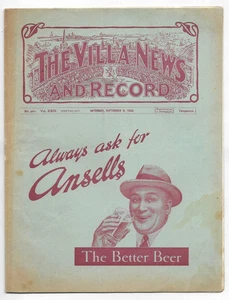 THE VILLA NEWS
AND RECORD
Always ask for
Ansells
The Better Beer